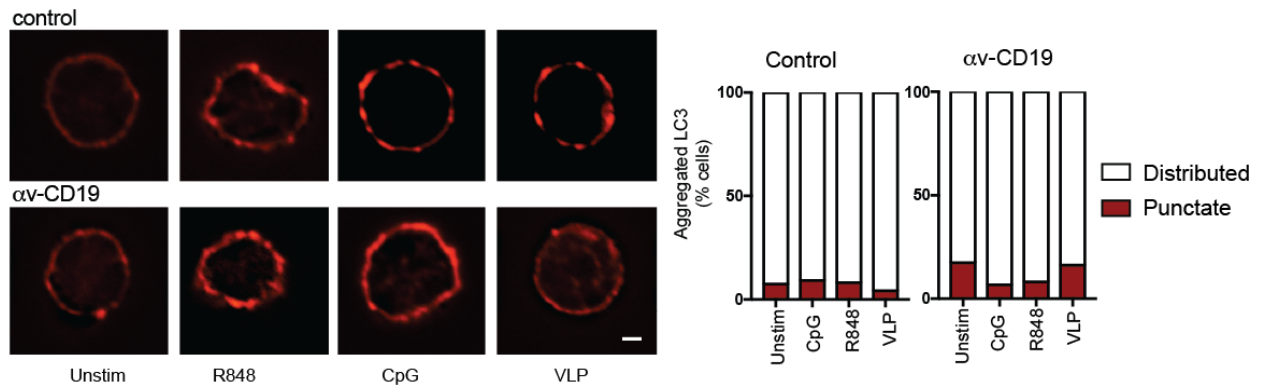 control
αv-CD19
Unstim R848 CpG VLP
Control
αv-CD19
Aggregated LC3
(% cells)
100
50
0
100
50
0
Unstim
CpG
R848
VLP
Unstim
CpG
R848
VLP
Distributed
Punctate